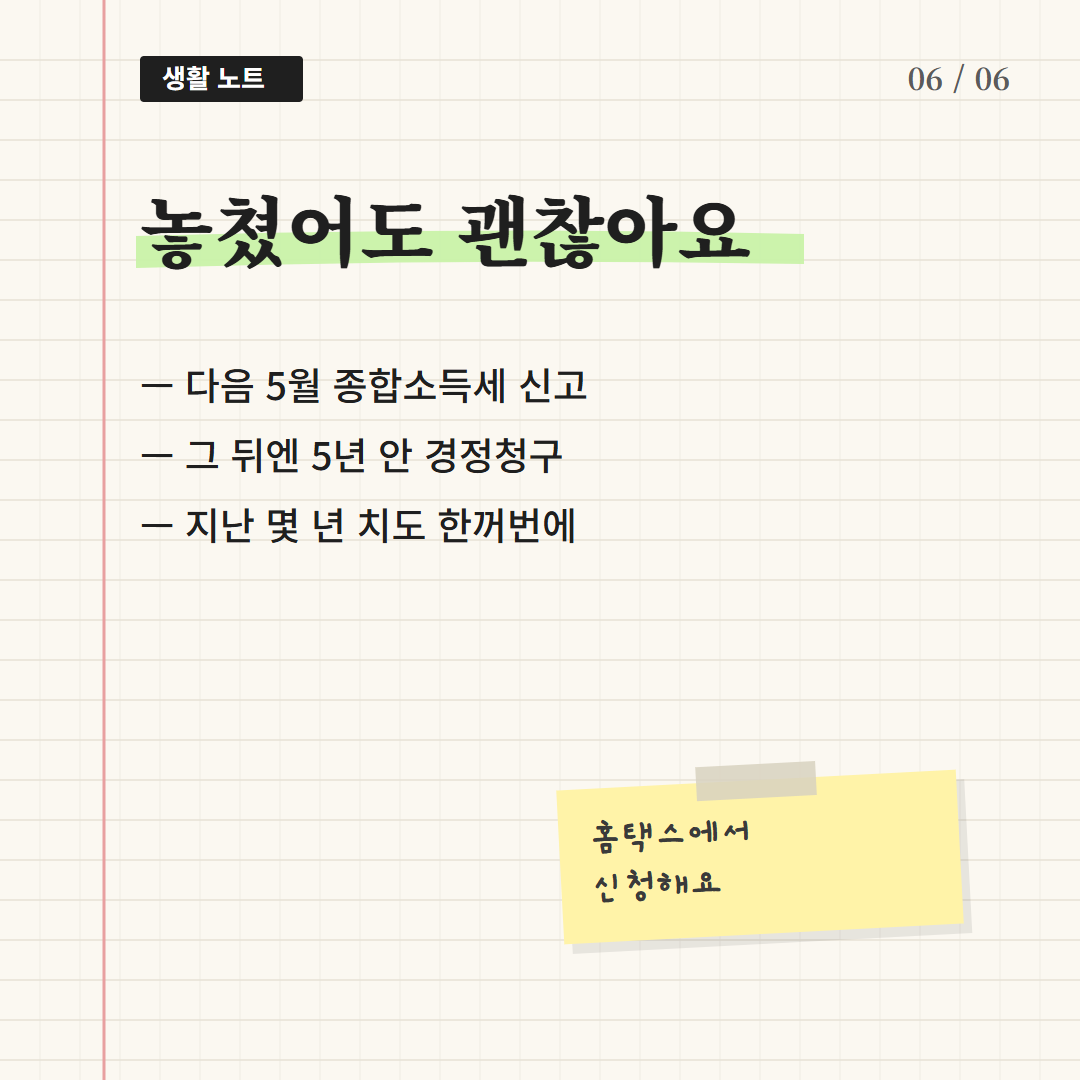 생활 노트
06 / 06
놓쳤어도 괜찮아요
— 다음 5월 종합소득세 신고
— 그 뒤엔 5년 안 경정청구
— 지난 몇 년 치도 한꺼번에
홈택스에서
신청해요